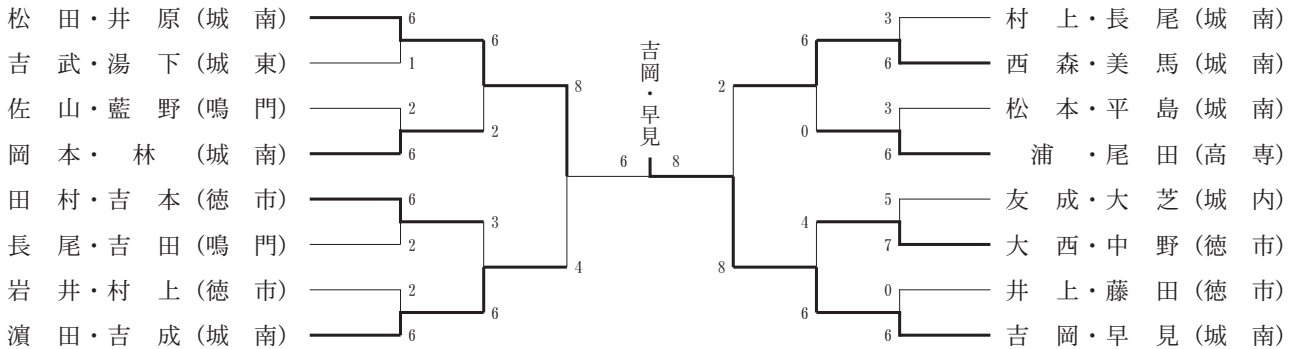 松田・井原(城南)
6
吉武・湯下(城東)
1
6
佐山・藍野(鳴門)
2
岡本・林(城南)
6
2
8
田村・吉本(徳市)
6
長尾・吉田(鳴門)
2
3
岩井・村上(徳市)
2
濵田・吉成(城南)
6
6
4
吉岡・早見
6 8
村上・長尾(城南)
3
西森・美馬(城南)
6
6
松本・平島(城南)
3
浦・尾田(高専)
6
0
2
友成・大芝(城内)
5
大西・中野(徳市)
7
4
井上・藤田(徳市)
0
吉岡・早見(城南)
6
6
8